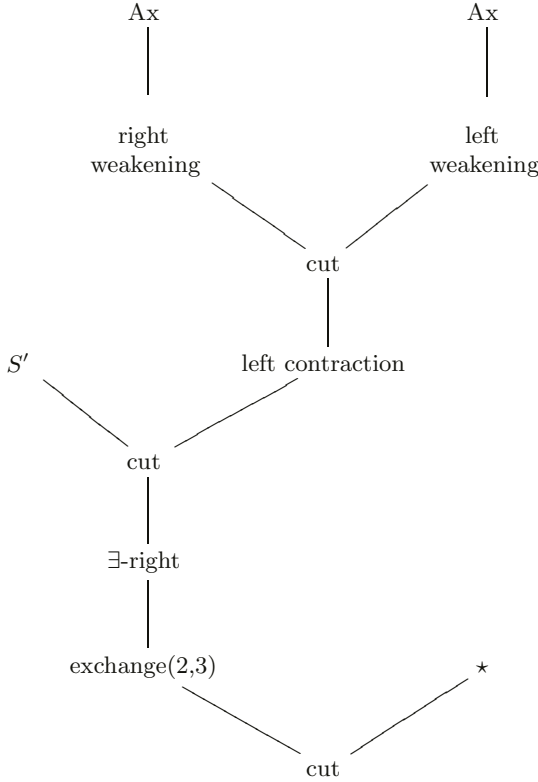 Ax Ax
right left
weakening weakening
cut
S′ left contraction
cut
∃-right
exchange(2,3) ⋆
cut